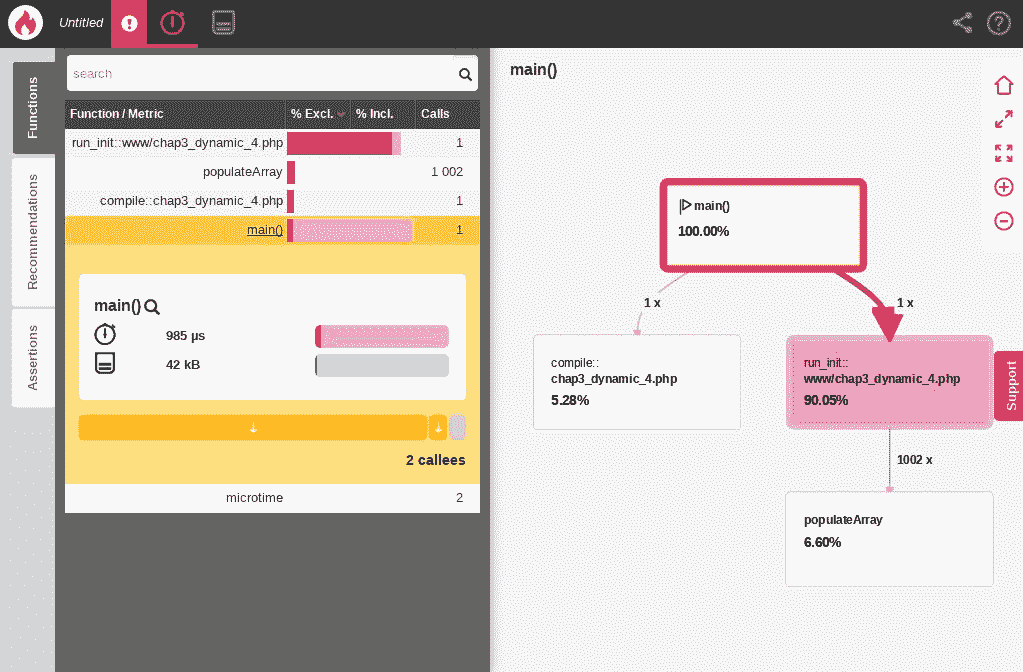 Untitled
Functions
Recommendations
Assertions
search
Function / Metric % Excl. % Incl. Calls
run_init::www/chap3_dynamic_4.php 1
populateArray 1 002
compile::chap3_dynamic_4.php 1
main() 1
main()
985 µs
42 kB
2 callees
microtime 2
main()
main()
100.00%
1 x
1 x
compile::
chap3_dynamic_4.php
5.28%
run_init::
www/chap3_dynamic_4.php
90.05%
1002 x
populateArray
6.60%
Support